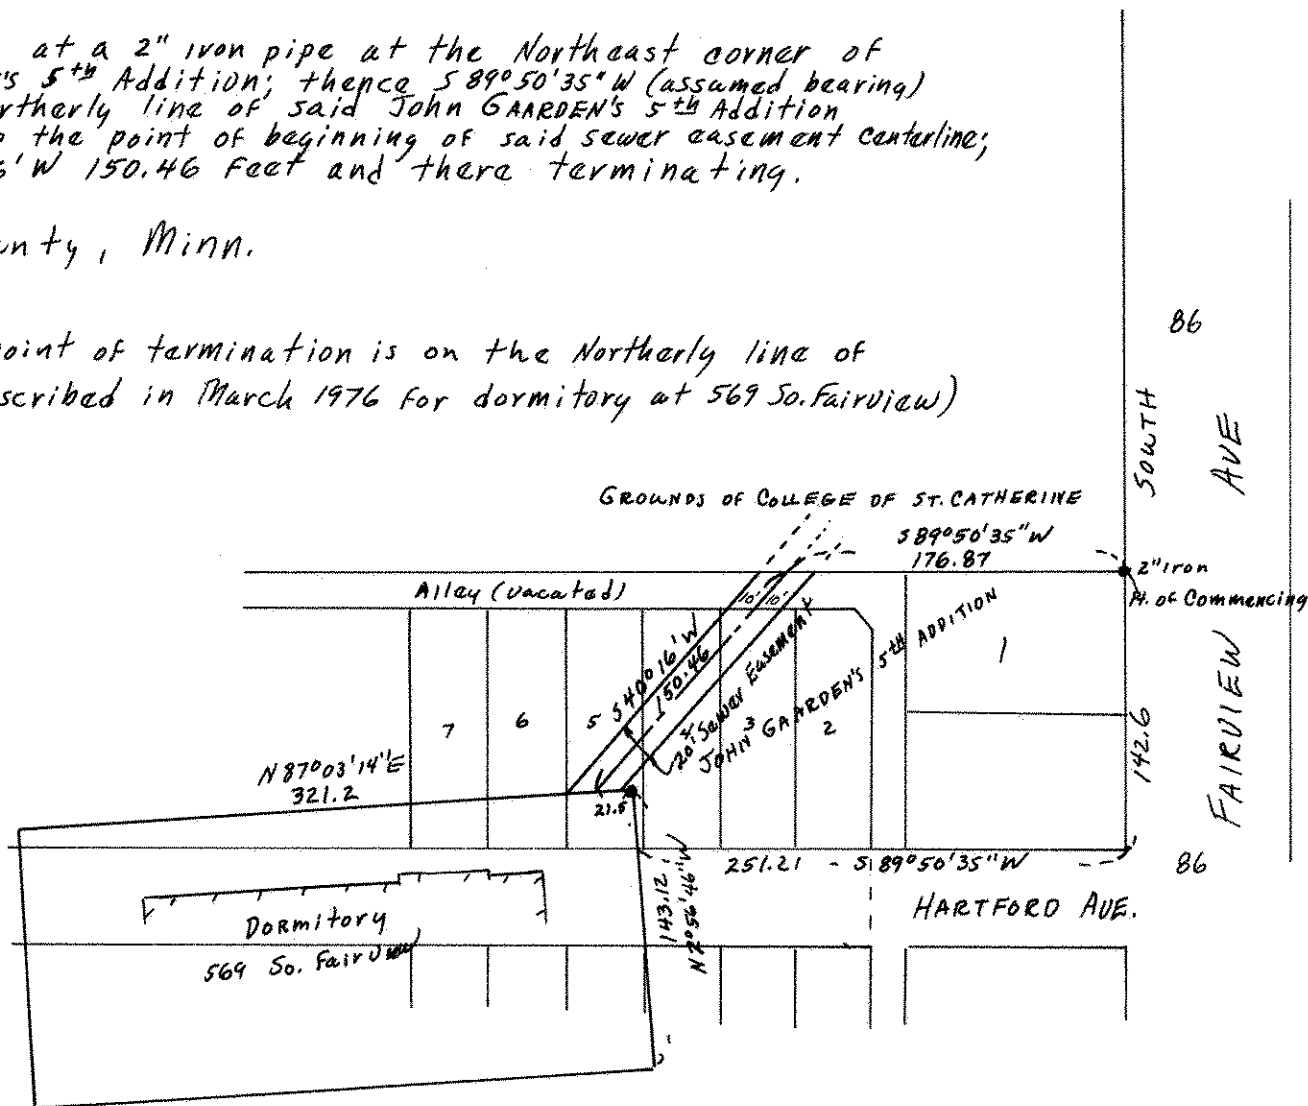 at a 2" iron pipe at the Northeast corner of
's 5th Addition; thence S 89°50'35" W (assumed bearing)
rtherly line of said John GAARDEN's 5th Addition
the point of beginning of said sewer easement centerline;
6' W 150.46 Feet and there terminating.
unty, Minn.
oint of termination is on the Northerly line of
scribed in March 1976 for dormitory at 569 So. Fairview)
86
SOUTH
AVE
GROUNDS OF COLLEGE OF ST. CATHERINE
S 89°50'35" W
176.87
2" Iron
Pt. of Commencing
Alley (vacated)
10' 10'
S 40°16' W
150.46
20' Sewer Easement
JOHN GAARDEN'S 5th ADDITION
1
7
6
5
3
2
142.6
FAIRVIEW
N 87°03'14" E
321.2
21.5
251.21 - S 89°50'35" W
86
143.12'
N 2°56'46" W
HARTFORD AVE.
Dormitory
569 So. Fairview